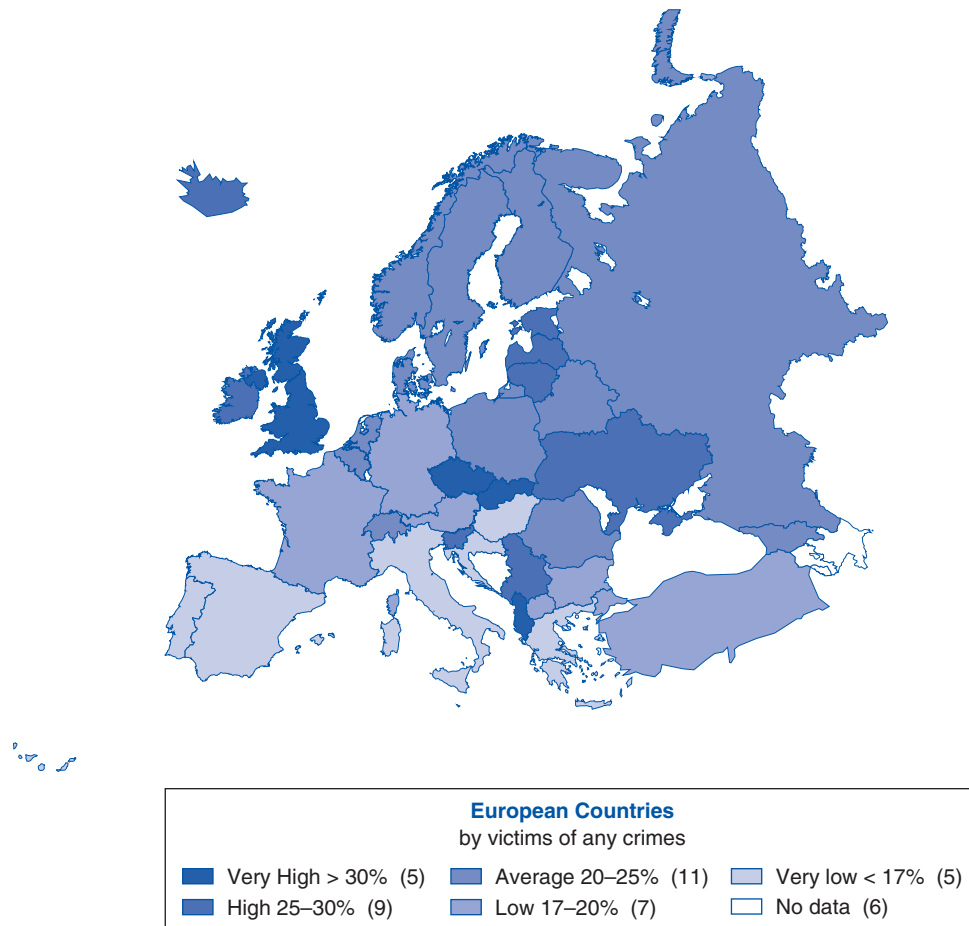 European Countries
by victims of any crimes
Very High > 30% (5) Average 20–25% (11) Very low < 17% (5)
High 25–30% (9) Low 17–20% (7) No data (6)